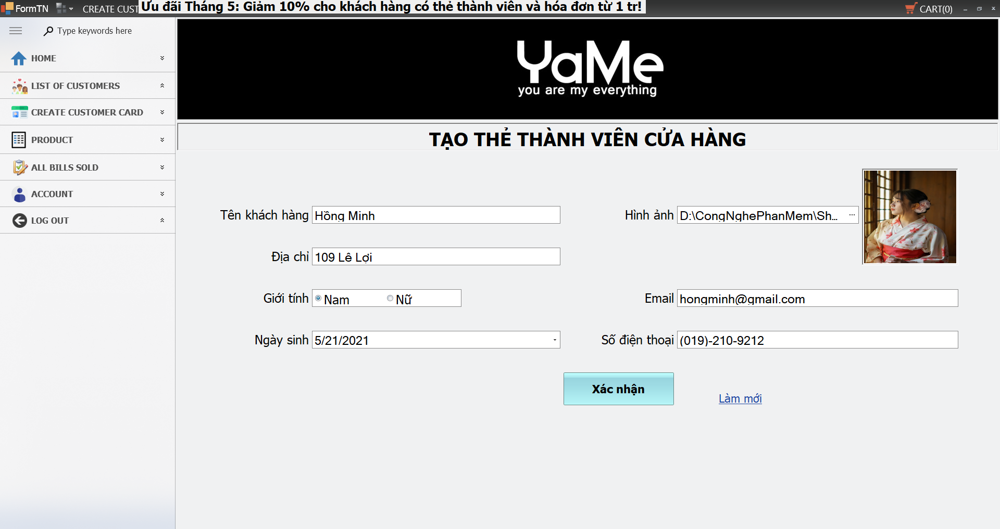 FormTN
CREATE CUST
Ưu đãi Tháng 5: Giảm 10% cho khách hàng có thẻ thành viên và hóa đơn từ 1 tr!
CART(0)
Type keywords here
HOME
LIST OF CUSTOMERS
CREATE CUSTOMER CARD
PRODUCT
ALL BILLS SOLD
ACCOUNT
LOG OUT
YaMe
you are my everything
TẠO THẺ THÀNH VIÊN CỬA HÀNG
Tên khách hàng Hồng Minh
Hình ảnh D:\CongNghePhanMem\Sh...
Địa chỉ 109 Lê Lợi
Giới tính Nam Nữ
Email hongminh@gmail.com
Ngày sinh 5/21/2021
Số điện thoại (019)-210-9212
Xác nhận
Làm mới